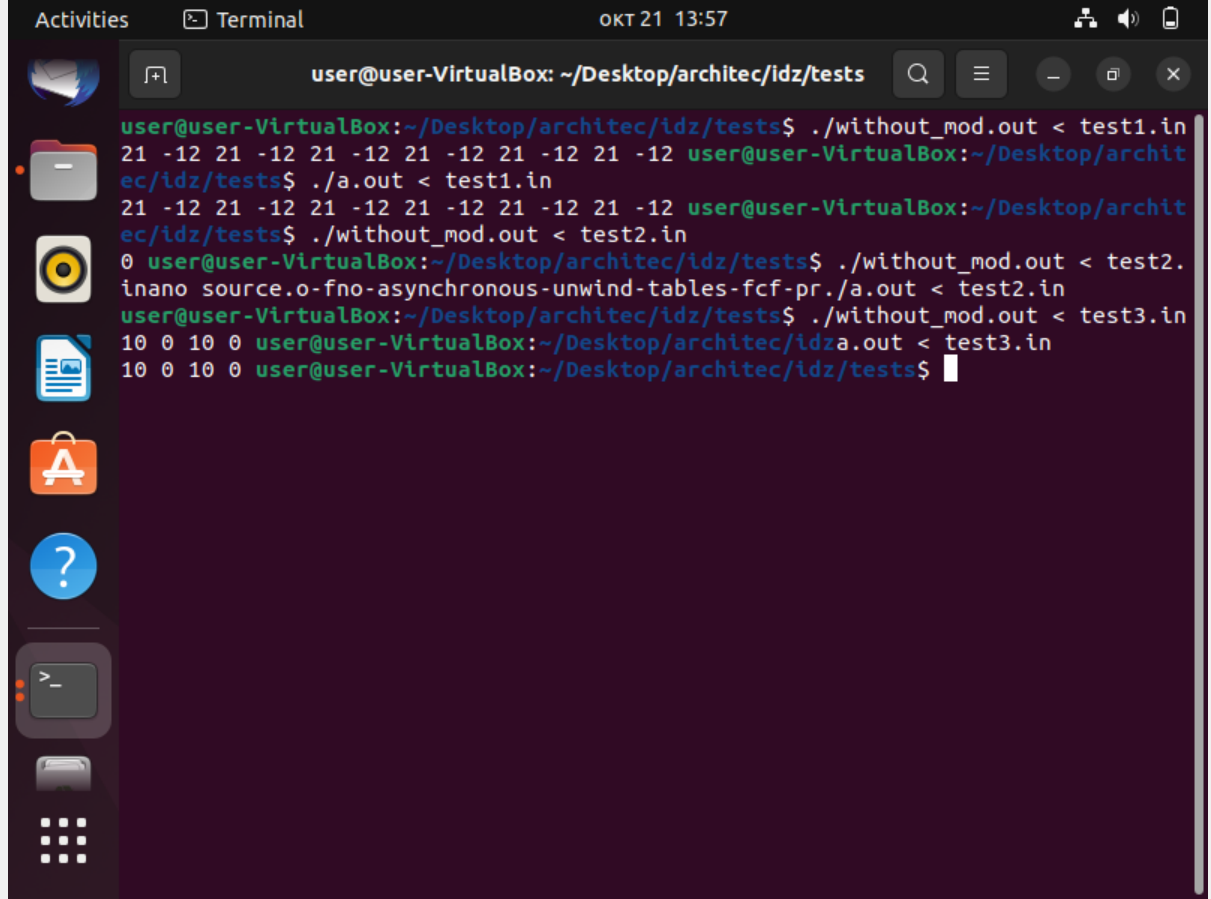 Activities Terminal окт 21 13:57
user@user-VirtualBox: ~/Desktop/architec/idz/tests
user@user-VirtualBox:~/Desktop/architec/idz/tests$ ./without_mod.out < test1.in
21 -12 21 -12 21 -12 21 -12 21 -12 21 -12 user@user-VirtualBox:~/Desktop/archit
ec/idz/tests$ ./a.out < test1.in
21 -12 21 -12 21 -12 21 -12 21 -12 21 -12 user@user-VirtualBox:~/Desktop/archit
ec/idz/tests$ ./without_mod.out < test2.in
0 user@user-VirtualBox:~/Desktop/architec/idz/tests$ ./without_mod.out < test2.
inano source.o-fno-asynchronous-unwind-tables-fcf-pr./a.out < test2.in
user@user-VirtualBox:~/Desktop/architec/idz/tests$ ./without_mod.out < test3.in
10 0 10 0 user@user-VirtualBox:~/Desktop/architec/idza.out < test3.in
10 0 10 0 user@user-VirtualBox:~/Desktop/architec/idz/tests$